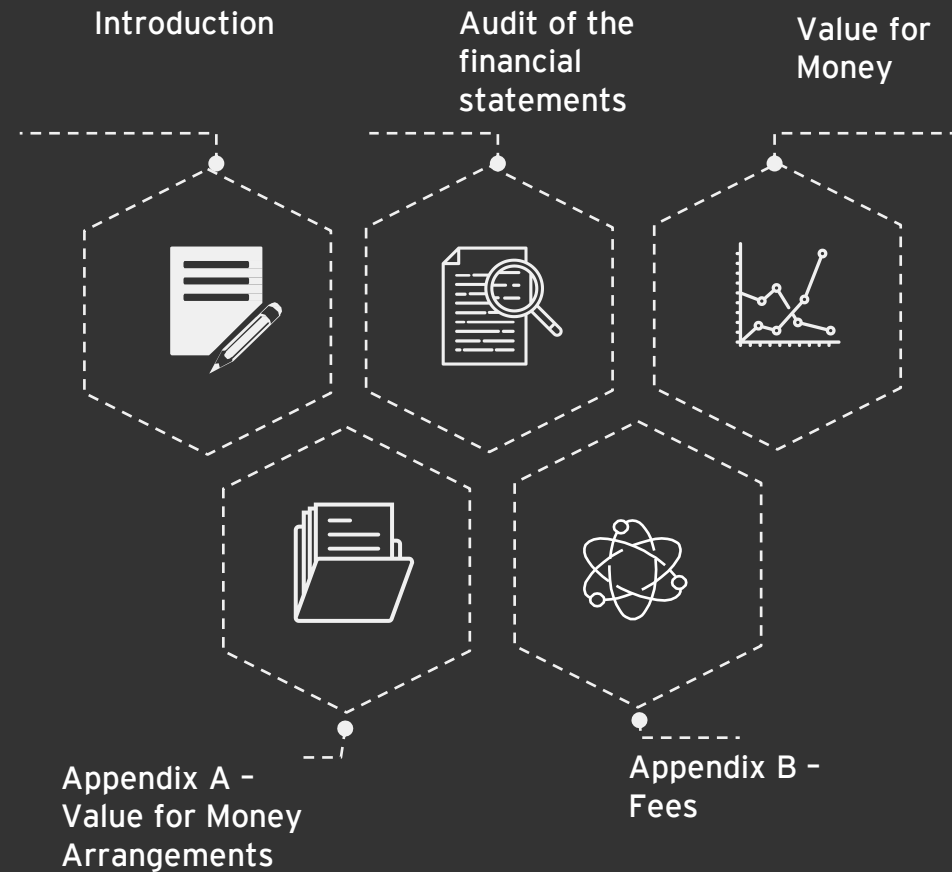 Introduction
Audit of the
financial
statements
Value for
Money
Appendix A –
Value for Money
Arrangements
Appendix B –
Fees